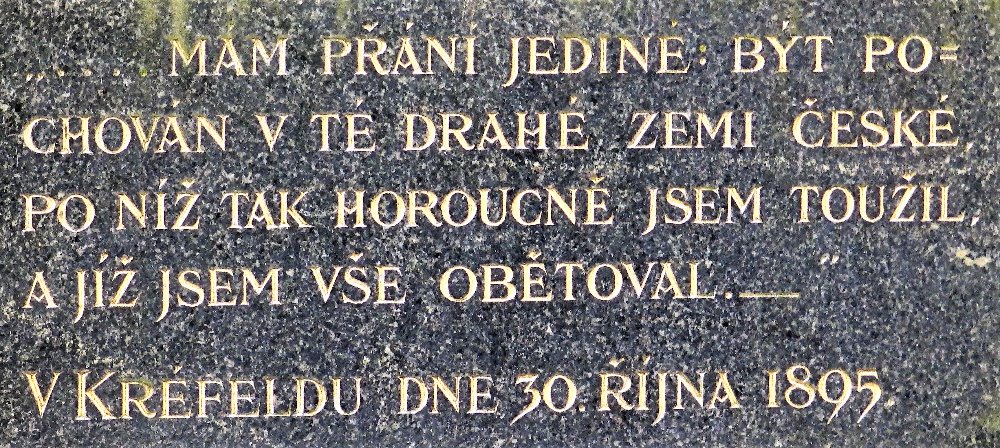 „.... MÁM PŘÁNÍ JEDINÉ: BÝT PO=
CHOVÁN V TÉ DRAHÉ ZEMI ČESKÉ,
PO NÍŽ TAK HOROUCNĚ JSEM TOUŽIL,
A JÍŽ JSEM VŠE OBĚTOVAL.__"
V KRÉFELDU DNE 30. ŘÍJNA 1895.